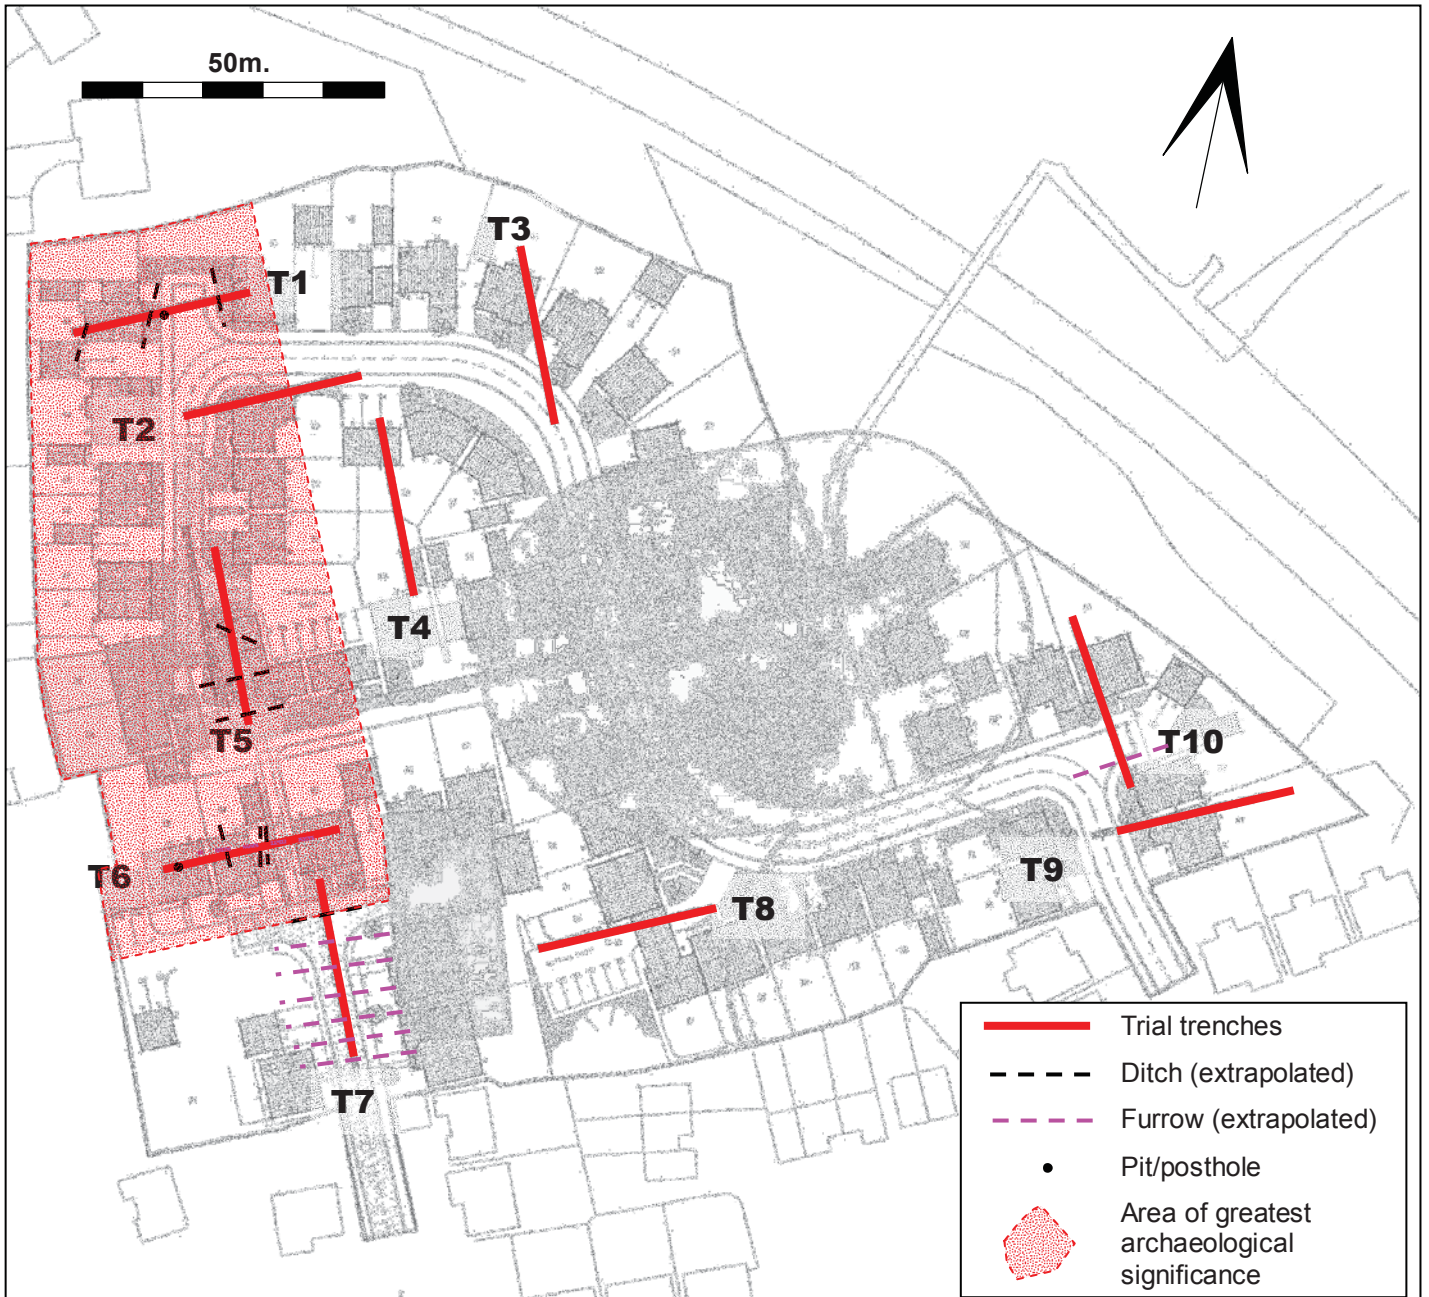 50m.
T3
T1
T2
T4
T5
T10
T6
T9
T8
T7
Trial trenches
Ditch (extrapolated)
Furrow (extrapolated)
Pit/posthole
Area of greatest
archaeological
significance